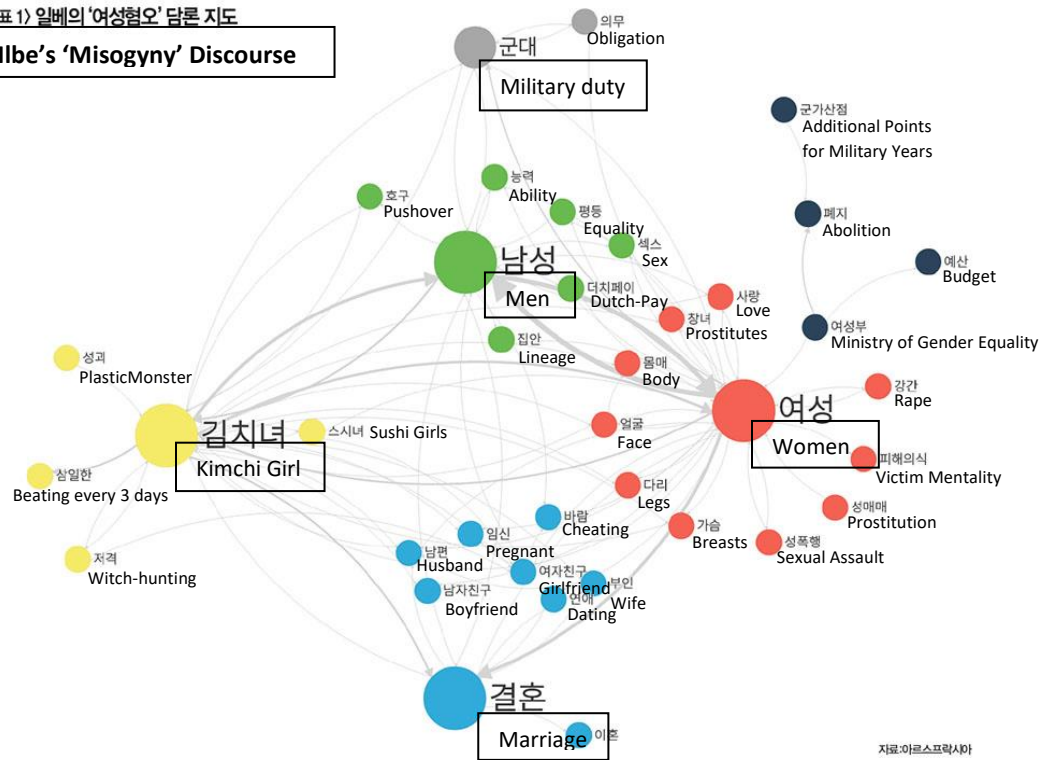 표 1〉 일베의 ‘여성혐오’ 담론 지도
Ilbe’s ‘Misogyny’ Discourse
군대
Military duty
의무
Obligation
군가산점
Additional Points
for Military Years
폐지
Abolition
예산
Budget
여성부
Ministry of Gender Equality
호구
Pushover
능력
Ability
평등
Equality
섹스
Sex
남성
Men
더치페이
Dutch-Pay
집안
Lineage
사랑
Love
창녀
Prostitutes
몸매
Body
얼굴
Face
다리
Legs
가슴
Breasts
여성
Women
강간
Rape
피해의식
Victim Mentality
성매매
Prostitution
성폭행
Sexual Assault
성괴
PlasticMonster
김치녀
Kimchi Girl
스시녀 Sushi Girls
삼일한
Beating every 3 days
저격
Witch-hunting
바람
Cheating
임신
Pregnant
남편
Husband
여자친구
Girlfriend
부인
Wife
남자친구
Boyfriend
연애
Dating
결혼
Marriage
이혼
자료:아르스프락시아